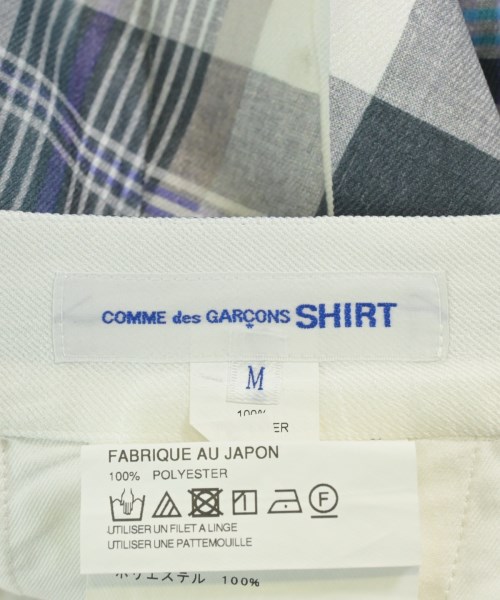 COMME des GARÇONS SHIRT
M
100%
ER
FABRIQUE AU JAPON
100% POLYESTER
1 F
UTILISER UN FILET A LINGE
UTILISER UNE PATTEMOUILLE
ポリエステル 100%